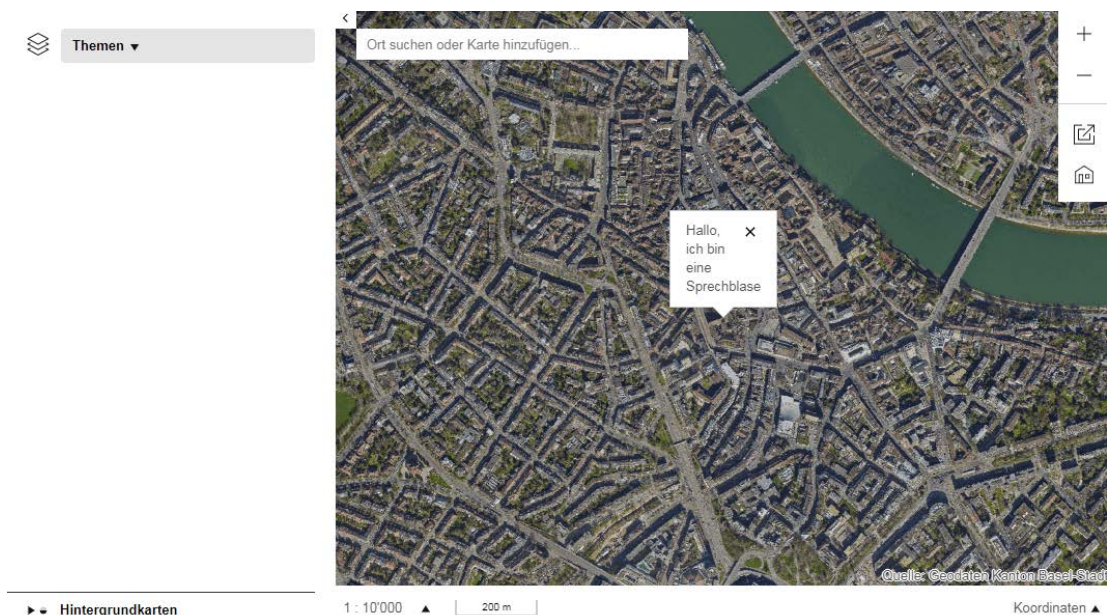 Themen ▼
Ort suchen oder Karte hinzufügen...
Hallo,
ich bin
eine
Sprechblase
Quelle: Geodaten Kanton Basel-Stadt
Hintergrundkarten
1 : 10'000 ▲
200 m
Koordinaten ▲